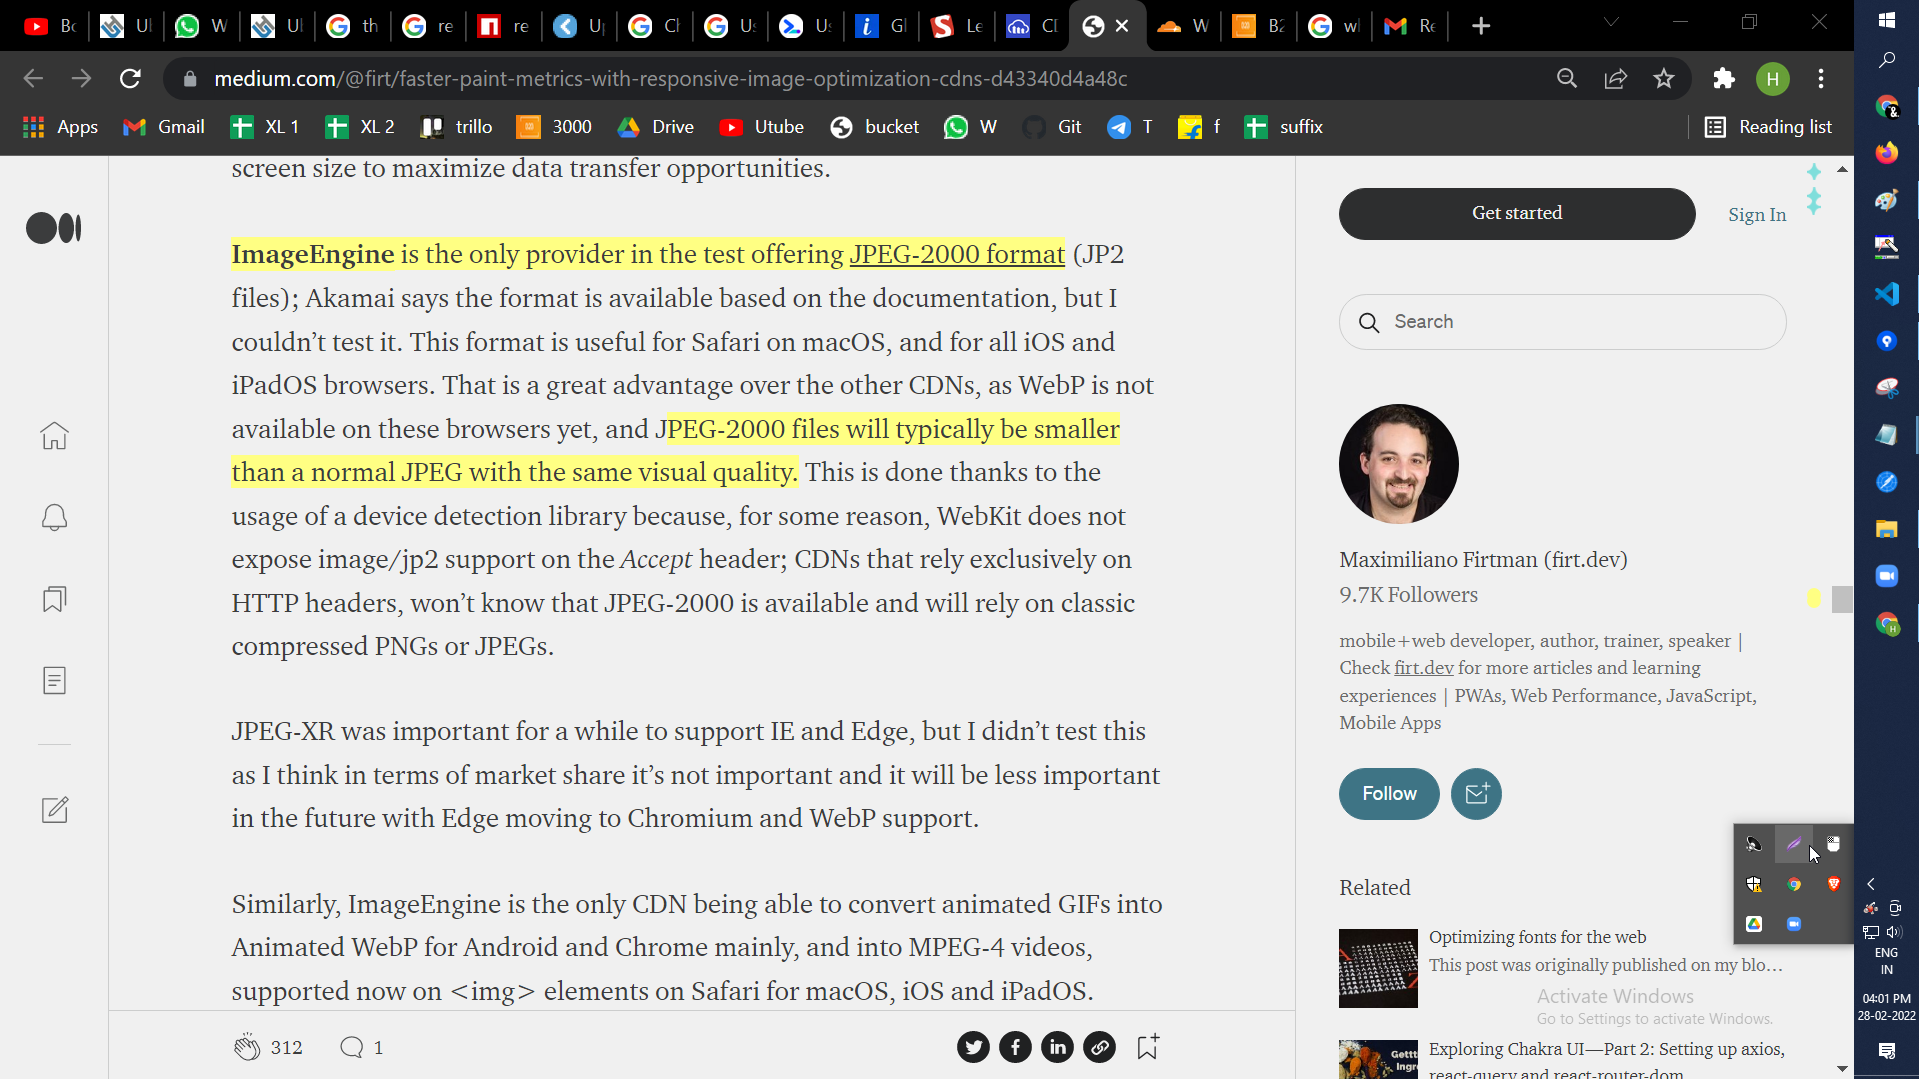 Bo
Ul
W
Ul
th
re
re
Up
Cl
Us
Us
Gl
Le
CD
W
B2
wl
Re
medium.com/@firt/faster-paint-metrics-with-responsive-image-optimization-cdns-d43340d4a48c
H
Apps
Gmail
XL 1
XL 2
trillo
3000
Drive
Utube
bucket
W
Git
T
f
suffix
Reading list
screen size to maximize data transfer opportunities.
ImageEngine is the only provider in the test offering JPEG-2000 format (JP2
files); Akamai says the format is available based on the documentation, but I
couldn’t test it. This format is useful for Safari on macOS, and for all iOS and
iPadOS browsers. That is a great advantage over the other CDNs, as WebP is not
available on these browsers yet, and JPEG-2000 files will typically be smaller
than a normal JPEG with the same visual quality. This is done thanks to the
usage of a device detection library because, for some reason, WebKit does not
expose image/jp2 support on the Accept header; CDNs that rely exclusively on
HTTP headers, won’t know that JPEG-2000 is available and will rely on classic
compressed PNGs or JPEGs.
JPEG-XR was important for a while to support IE and Edge, but I didn’t test this
as I think in terms of market share it’s not important and it will be less important
in the future with Edge moving to Chromium and WebP support.
Similarly, ImageEngine is the only CDN being able to convert animated GIFs into
Animated WebP for Android and Chrome mainly, and into MPEG-4 videos,
supported now on <img> elements on Safari for macOS, iOS and iPadOS.
312
1
Get started
Sign In
Search
Maximiliano Firtman (firt.dev)
9.7K Followers
mobile+web developer, author, trainer, speaker |
Check firt.dev for more articles and learning
experiences | PWAs, Web Performance, JavaScript,
Mobile Apps
Follow
Related
Optimizing fonts for the web
This post was originally published on my blo…
Activate Windows
Go to Settings to activate Windows.
Exploring Chakra UI—Part 2: Setting up axios,
react-query and react-router-dom
ENG
IN
04:01 PM
28-02-2022